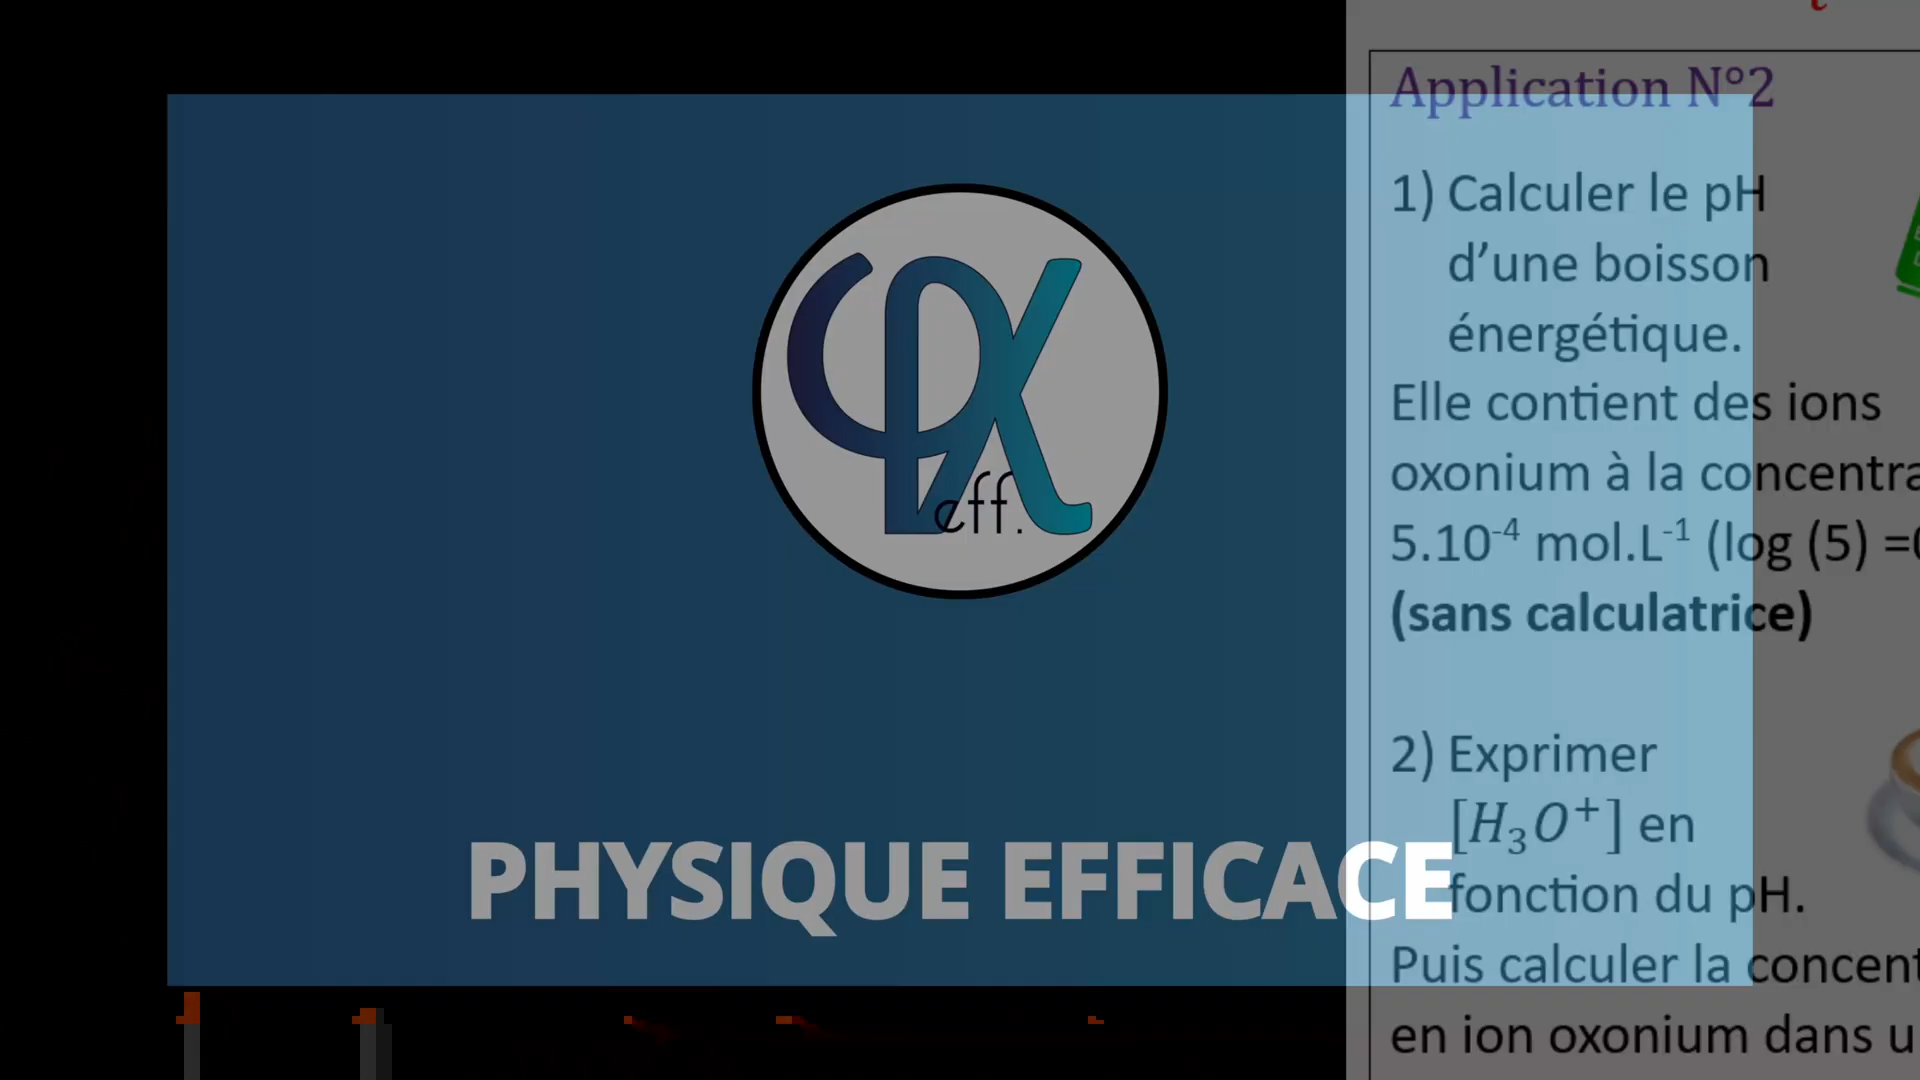 Application N°2
1) Calculer le pH
d’une boisson
énergétique.
Elle contient des ions
oxonium à la
5.10⁻⁴ mol.L⁻¹ (log (5) =
(sans calculatrice)
2) Exprimer
[H₃O⁺] en
fonction du pH.
Puis calculer la
en ion oxonium dans
eff.
PHYSIQUE EFFICACE